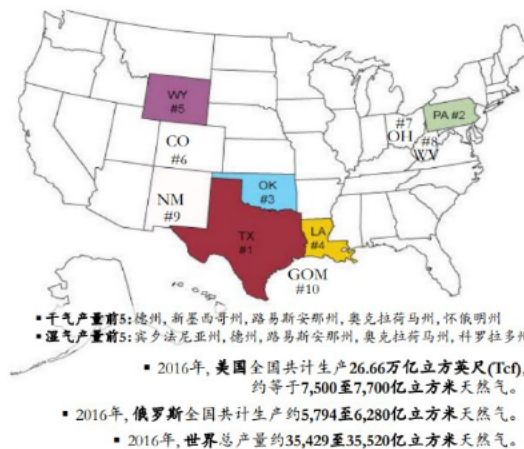 WY
#5
CO
#6
NM
#9
OK
#3
TX
#1
LA
#4
GOM
#10
#7
OH
#8
WV
PA #2
▪ 干气产量前5:德州,新墨西哥州,路易斯安那州,奥克拉荷马州,怀俄明州
▪ 湿气产量前5:宾夕法尼亚州,德州,路易斯安那州,奥克拉荷马州,科罗拉多州
▪ 2016年, 美国全国共计生产26.66万亿立方英尺(Tcf),
约等于7,500至7,700亿立方米天然气。
▪ 2016年, 俄罗斯全国共计生产约5,794至6,280亿立方米天然气。
▪ 2016年, 世界总产量约35,429至35,520亿立方米天然气。